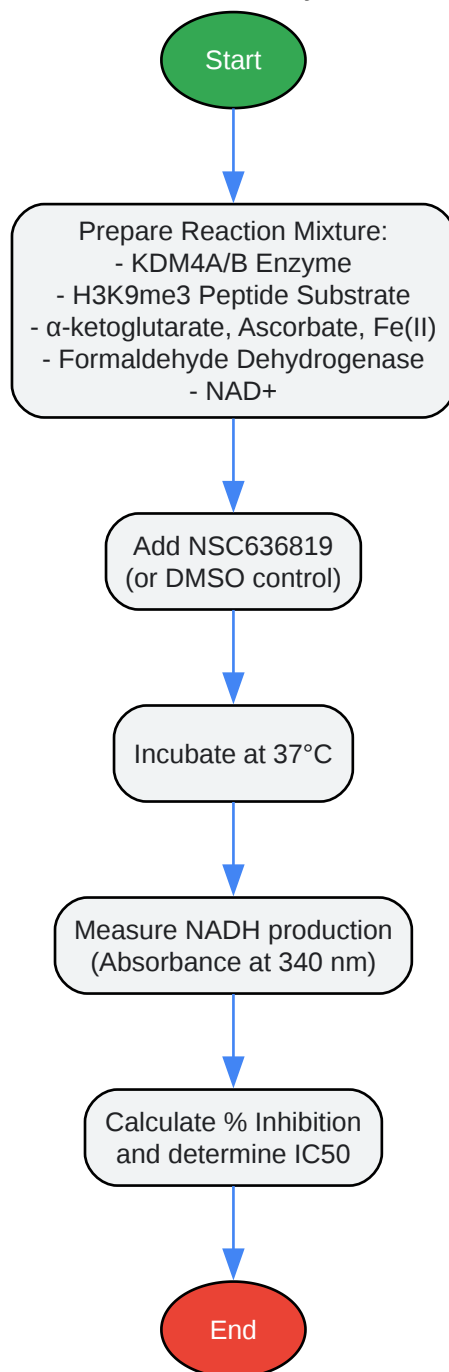 Start
Prepare Reaction Mixture:
- KDM4A/B Enzyme
- H3K9me3 Peptide Substrate
- α-ketoglutarate, Ascorbate, Fe(II)
- Formaldehyde Dehydrogenase
- NAD+
Add NSC636819
(or DMSO control)
Incubate at 37°C
Measure NADH production
(Absorbance at 340 nm)
Calculate % Inhibition
and determine IC50
End